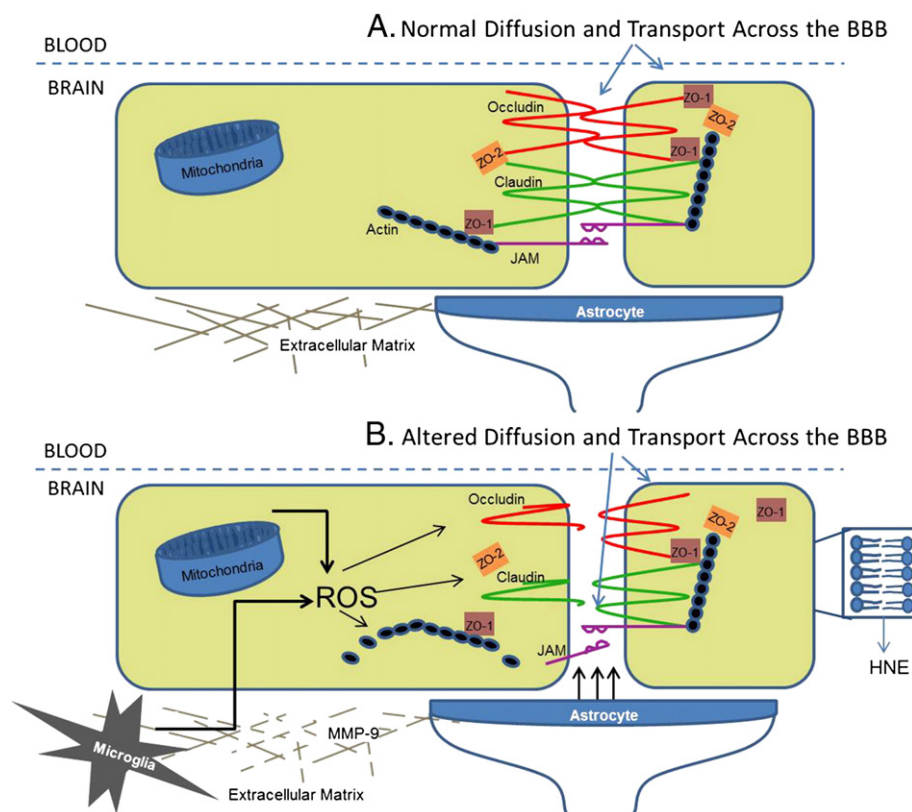 A. Normal Diffusion and Transport Across the BBB
BLOOD
BRAIN
Occludin
ZO-1
ZO-2
Mitochondria
ZO-2
ZO-1
Claudin
Actin
ZO-1
JAM
Astrocyte
Extracellular Matrix
B. Altered Diffusion and Transport Across the BBB
BLOOD
BRAIN
Occludin
ZO-1
ZO-2
Mitochondria
ZO-2
ZO-1
Claudin
ROS
ZO-1
JAM
HNE
Astrocyte
MMP-9
Microglia
Extracellular Matrix